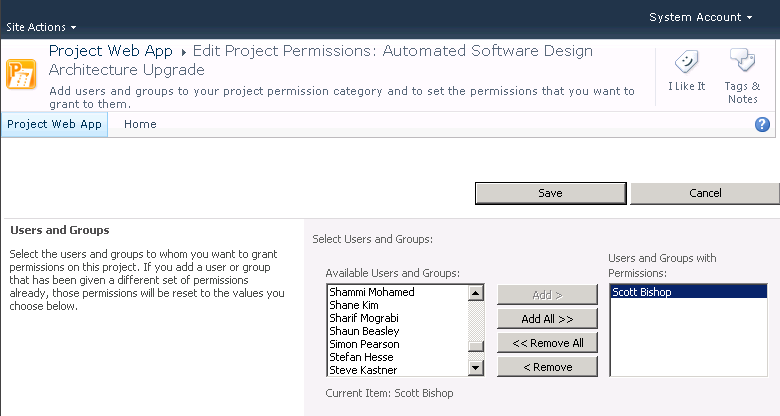 System Account
Site Actions
Project Web App ▸ Edit Project Permissions: Automated Software Design
Architecture Upgrade
Add users and groups to your project permission category and to set the permissions that you want to
grant to them.
I Like It
Tags &
Notes
Project Web App
Home
Save
Cancel
Users and Groups
Select the users and groups to whom you want to grant
permissions on this project. If you add a user or group
that has been given a different set of permissions
already, those permissions will be reset to the values you
choose below.
Select Users and Groups:
Available Users and Groups:
Shammi Mohamed
Shane Kim
Sharif Mograbi
Shaun Beasley
Simon Pearson
Stefan Hesse
Steve Kastner
Add >
Add All >>
<< Remove All
< Remove
Users and Groups with
Permissions:
Scott Bishop
Current Item: Scott Bishop